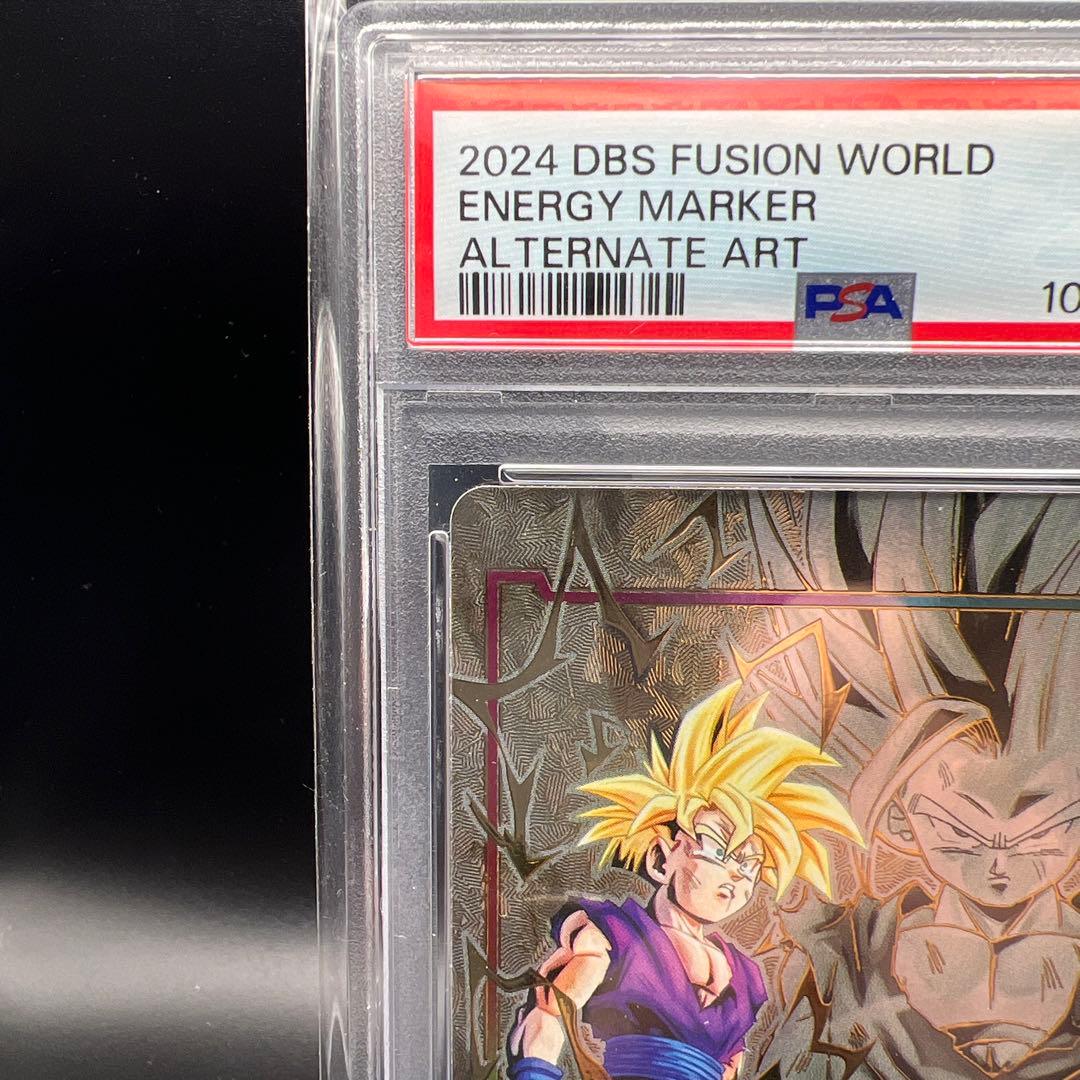 2024 DBS FUSION WORLD
ENERGY MARKER
ALTERNATE ART
PSA
10